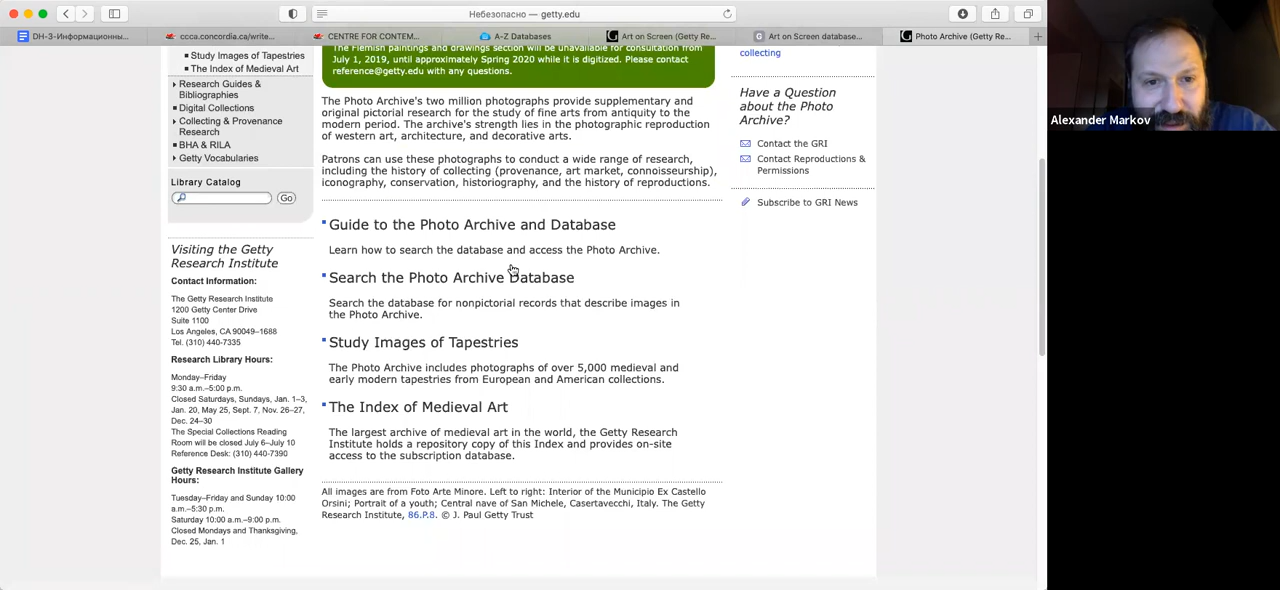 Небезопасно — getty.edu
DH-3-Информационны...
cccca.concordia.ca/write...
CENTRE FOR CONTEM...
A-Z Databases
Art on Screen (Getty Re...
Art on Screen database...
Photo Archive (Getty Re...
Study Images of Tapestries
The Index of Medieval Art
Research Guides &
Bibliographies
Digital Collections
Collecting & Provenance
Research
BHA & RILA
Getty Vocabularies
Library Catalog
Go
Visiting the Getty
Research Institute
Contact Information:
The Getty Research Institute
1200 Getty Center Drive
Suite 1100
Los Angeles, CA 90049–1688
Tel. (310) 440-7335
Research Library Hours:
Monday–Friday
9:30 a.m.–5:00 p.m.
Closed Saturdays, Sundays, Jan. 1–3,
Jan. 20, May 25, Sept. 7, Nov. 26–27,
Dec. 24–30
The Special Collections Reading
Room will be closed July 6–July 10
Reference Desk: (310) 440-7390
Getty Research Institute Gallery
Hours:
Tuesday–Friday and Sunday 10:00
a.m.–5:30 p.m.
Saturday 10:00 a.m.–9:00 p.m.
Closed Mondays and Thanksgiving,
Dec. 25, Jan. 1
The Flemish paintings and drawings section will be unavailable for consultation from
July 1, 2019, until approximately Spring 2020 while it is digitized. Please contact
reference@getty.edu with any questions.
The Photo Archive's two million photographs provide supplementary and
original pictorial research for the study of fine arts from antiquity to the
modern period. The archive's strength lies in the photographic reproduction
of western art, architecture, and decorative arts.
Patrons can use these photographs to conduct a wide range of research,
including the history of collecting (provenance, art market, connoisseurship),
iconography, conservation, historiography, and the history of reproductions.
Guide to the Photo Archive and Database
Learn how to search the database and access the Photo Archive.
Search the Photo Archive Database
Search the database for nonpictorial records that describe images in
the Photo Archive.
Study Images of Tapestries
The Photo Archive includes photographs of over 5,000 medieval and
early modern tapestries from European and American collections.
The Index of Medieval Art
The largest archive of medieval art in the world, the Getty Research
Institute holds a repository copy of this Index and provides on-site
access to the subscription database.
All images are from Foto Arte Minore. Left to right: Interior of the Municipio Ex Castello
Orsini; Portrait of a youth; Central nave of San Michele, Casertavecchi, Italy. The Getty
Research Institute, 86.P.8. © J. Paul Getty Trust
collecting
Have a Question
about the Photo
Archive?
Contact the GRI
Contact Reproductions &
Permissions
Subscribe to GRI News
Alexander Markov